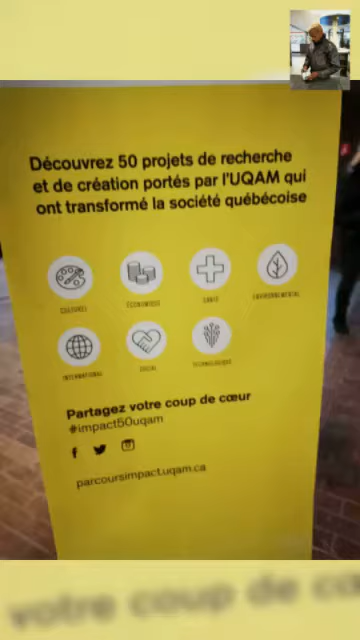 Découvrez 50 projets de recherche
et de création portés par l'UQAM qui
ont transformé la société québécoise
CULTUREL
ÉCONOMIQUE
SANTÉ
ENVIRONNEMENTAL
INTERNATIONAL
SOCIAL
TECHNOLOGIQUE
Partagez votre coup de cœur
#impact50uqam
parcoursimpact.uqam.ca
votre coup de co